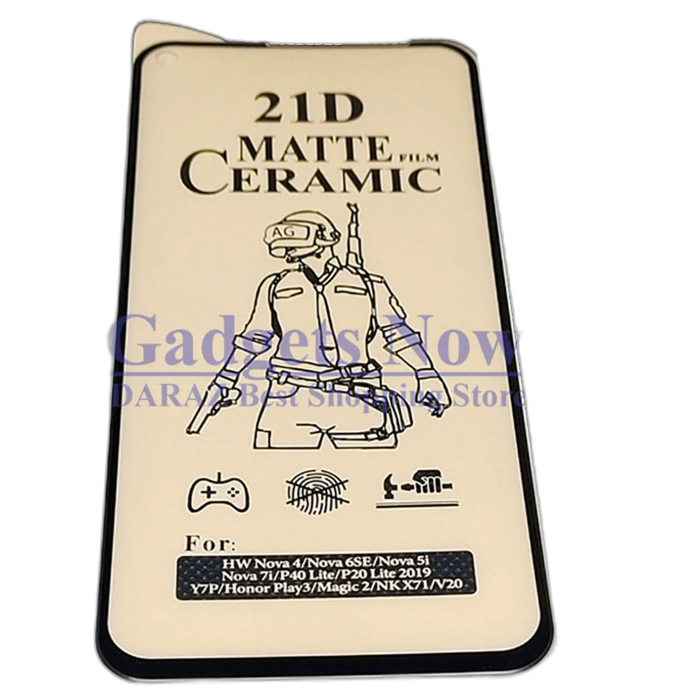 21D
MATTE FILM
CERAMIC
AG
Gadgets Now
DARAZ Best Shopping Store
For:
HW Nova 4/Nova 6SE/Nova 5i
Nova 7i/P40 Lite/P20 Lite 2019
Y7P/Honor Play3/Magic 2/NK X71/V20